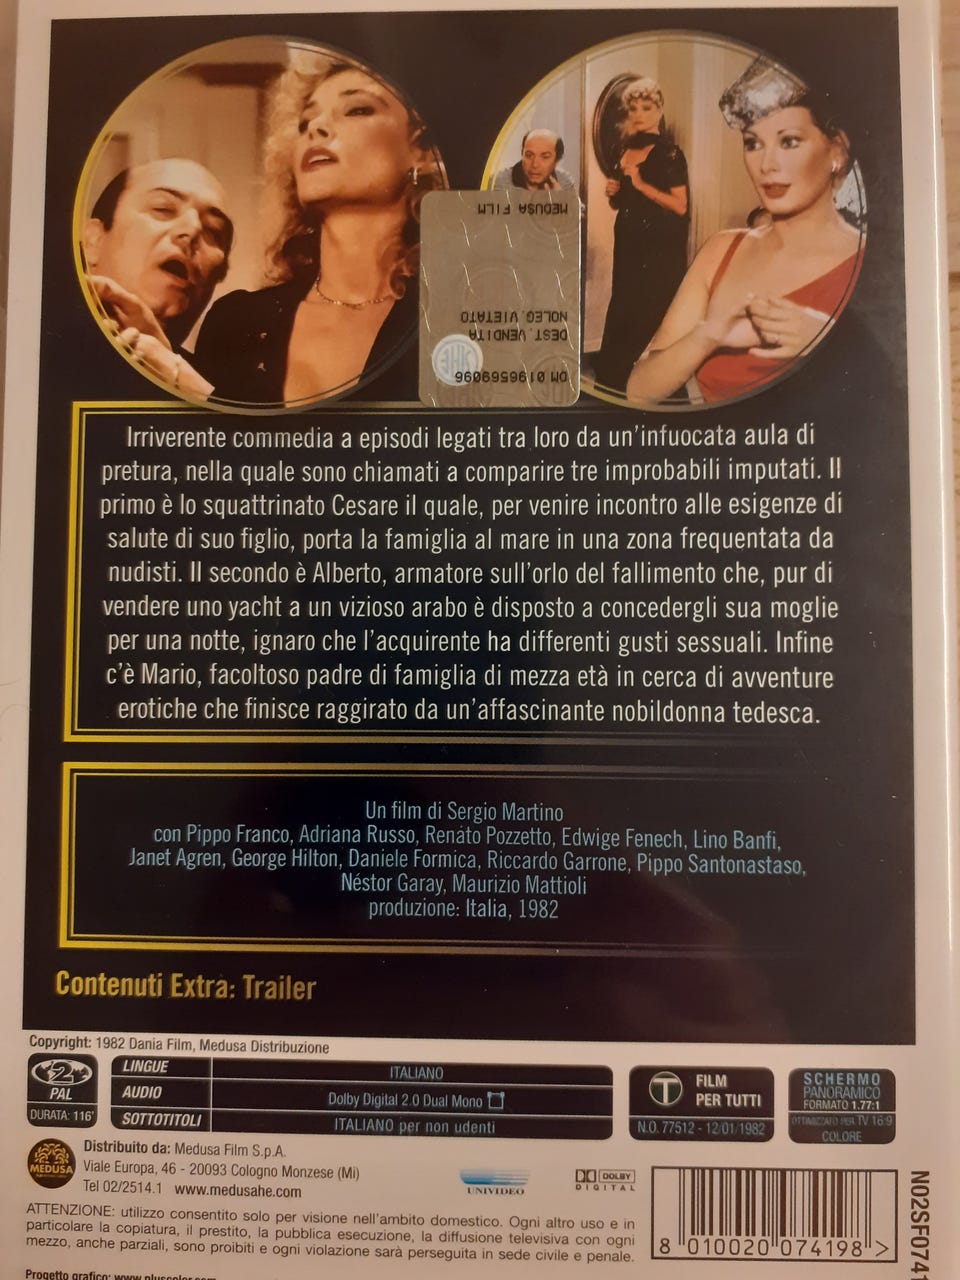 MEDUSA FILM
NOLEG. VIETATO
DEST. VENDITA
DM 0196569096
Irriverente commedia a episodi legati tra loro da un'infuocata aula di
pretura, nella quale sono chiamati a comparire tre improbabili imputati. Il
primo è lo squattrinato Cesare il quale, per venire incontro alle esigenze di
salute di suo figlio, porta la famiglia al mare in una zona frequentata da
nudisti. Il secondo è Alberto, armatore sull'orlo del fallimento che, pur di
vendere uno yacht a un vizioso arabo è disposto a concedergli sua moglie
per una notte, ignaro che l'acquirente ha differenti gusti sessuali. Infine
c'è Mario, facoltoso padre di famiglia di mezza età in cerca di avventure
erotiche che finisce raggirato da un'affascinante nobildonna tedesca.
Un film di Sergio Martino
con Pippo Franco, Adriana Russo, Renato Pozzetto, Edwige Fenech, Lino Banfi,
Janet Agren, George Hilton, Daniele Formica, Riccardo Garrone, Pippo Santonastaso,
Néstor Garay, Maurizio Mattioli
produzione: Italia, 1982
Contenuti Extra: Trailer
Copyright: 1982 Dania Film, Medusa Distribuzione
2
PAL
DURATA: 116'
LINGUE ITALIANO
AUDIO Dolby Digital 2.0 Dual Mono
SOTTOTITOLI ITALIANO per non udenti
T FILM
PER TUTTI
N.O. 77512 - 12/01/1982
SCHERMO
PANORAMICO
FORMATO 1.77:1
OTTIMIZZATO PER TV 16:9
COLORE
MEDUSA
Distribuito da: Medusa Film S.p.A.
Viale Europa, 46 - 20093 Cologno Monzese (Mi)
Tel 02/2514.1 www.medusahe.com
UNIVIDEO
DOLBY
DIGITAL
ATTENZIONE: utilizzo consentito solo per visione nell'ambito domestico. Ogni altro uso e in
particolare la copiatura, il prestito, la pubblica esecuzione, la diffusione televisiva con ogni
mezzo, anche parziali, sono proibiti e ogni violazione sarà perseguita in sede civile e penale.
8 010020 074198 >
N02SF0741
Progetto grafico: www.pluscolor.com